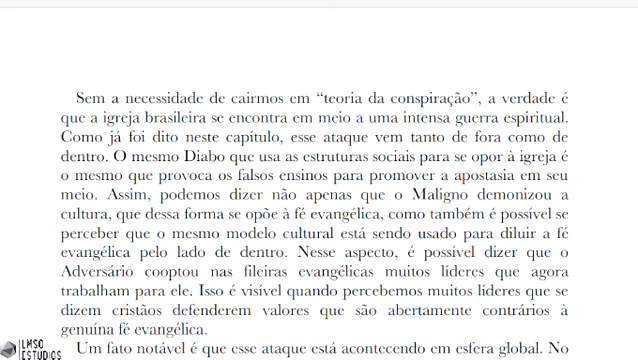 Sem a necessidade de cairmos em “teoria da conspiração”, a verdade é
que a igreja brasileira se encontra em meio a uma intensa guerra espiritual.
Como já foi dito neste capítulo, esse ataque vem tanto de fora como de
dentro. O mesmo Diabo que usa as estruturas sociais para se opor à igreja é
o mesmo que provoca os falsos ensinos para promover a apostasia em seu
meio. Assim, podemos dizer não apenas que o Maligno demonizou a
cultura, que dessa forma se opõe à fé evangélica, como também é possível se
perceber que o mesmo modelo cultural está sendo usado para diluir a fé
evangélica pelo lado de dentro. Nesse aspecto, é possível dizer que o
Adversário cooptou nas fileiras evangélicas muitos líderes que agora
trabalham para ele. Isso é visível quando percebemos muitos líderes que se
dizem cristãos defenderem valores que são abertamente contrários à
genuína fé evangélica.
Um fato notável é que esse ataque está acontecendo em esfera global. No
LMSO
ESTUDIOS